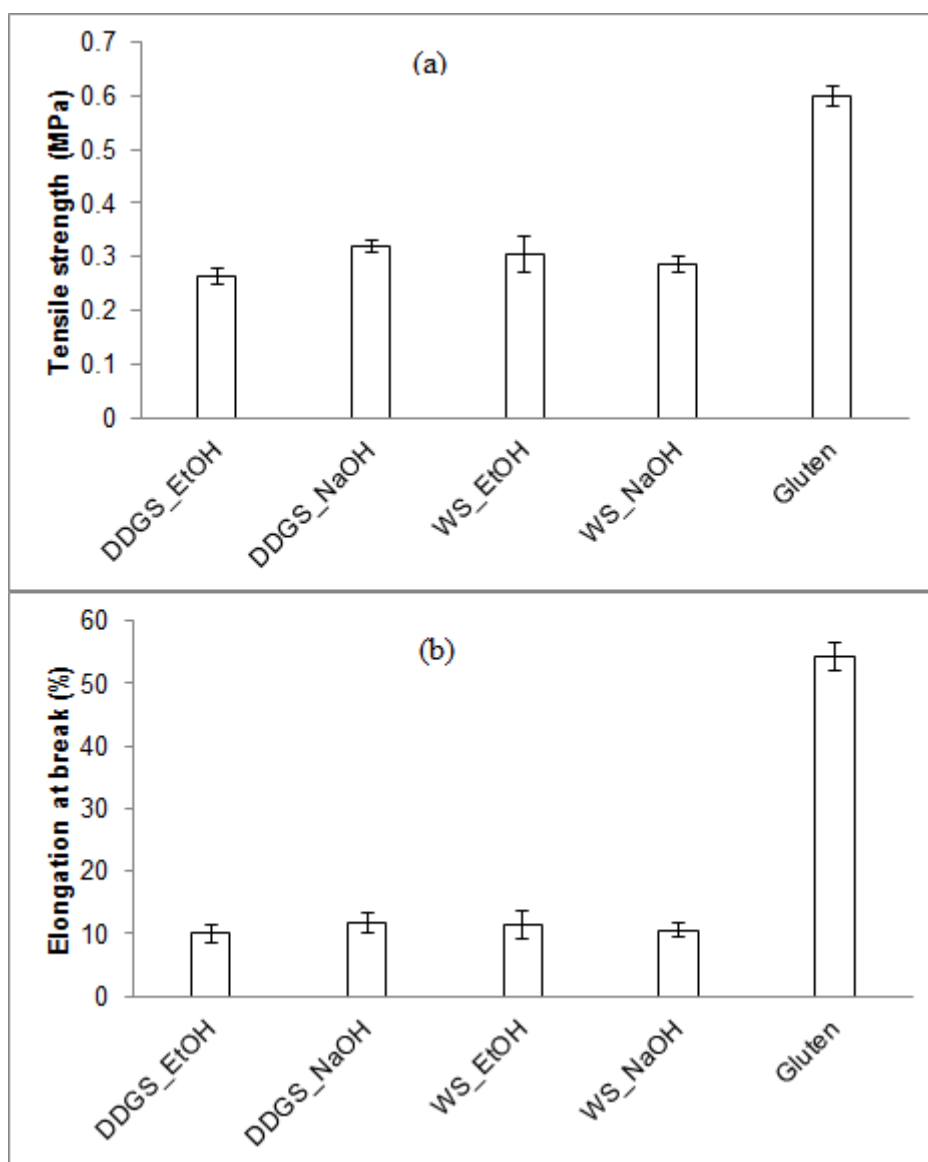 (a)
Tensile strength (MPa)
0.7
0.6
0.5
0.4
0.3
0.2
0.1
0
DDGS_EtOH
DDGS_NaOH
WS_EtOH
WS_NaOH
Gluten
(b)
Elongation at break (%)
60
50
40
30
20
10
0
DDGS_EtOH
DDGS_NaOH
WS_EtOH
WS_NaOH
Gluten